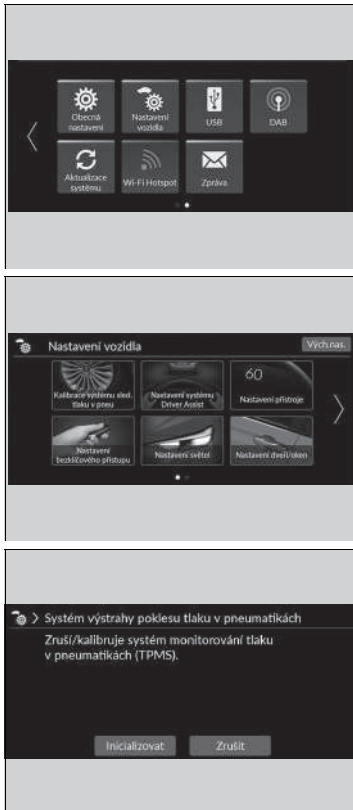 Obecná
nastavení
Nastavení
vozidla
USB
DAB
Aktualizace
systému
Wi-Fi Hotspot
Zpráva
Nastavení vozidla
Vých.nas.
Kalibrace systému sled.
tlaku v pneu
Nastavení systému
Driver Assist
60
Nastavení přístroje
Nastavení
bezklíčového přístupu
Nastavení světel
Nastavení dveří/oken
Systém výstrahy poklesu tlaku v pneumatikách
Zruší/kalibruje systém monitorování tlaku
v pneumatikách (TPMS).
Inicializovat
Zrušit